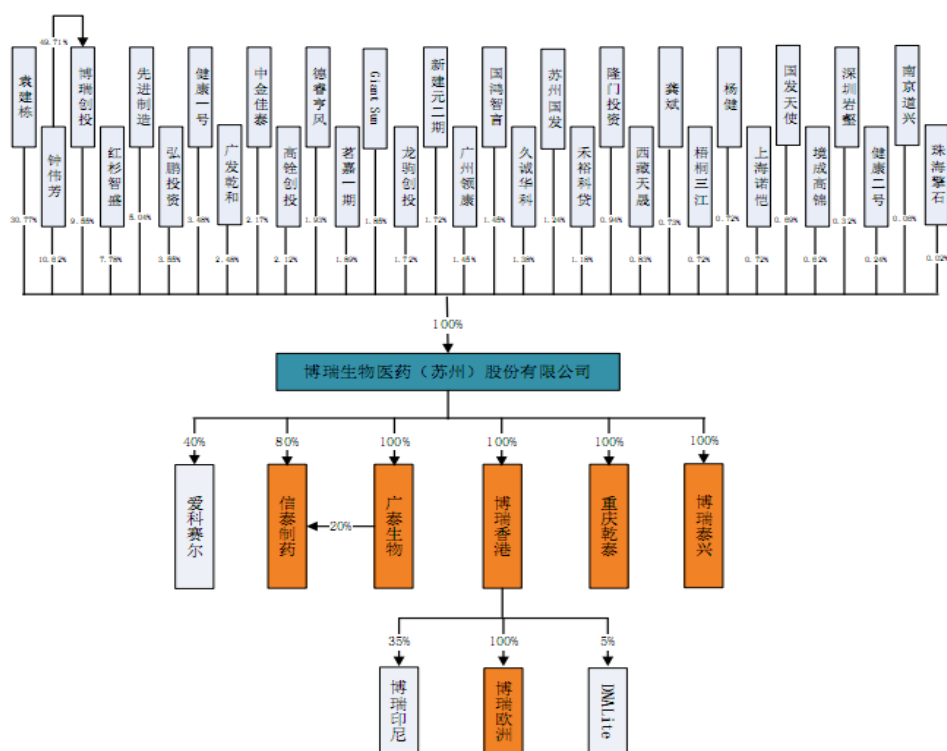 49.71%
袁建栋
博瑞创投
先进制造
健康一号
中金佳泰
德睿亨风
Giant Sun
新建元二期
国鸿智言
苏州国发
隆门投资
龚斌
杨健
国发天使
深圳岩壑
南京道兴
钟伟芳
红杉智盛
弘鹏投资
广发乾和
高铨创投
茗嘉一期
龙驹创投
广州领康
久诚华科
禾裕科贷
西藏天晟
梧桐三江
上海诺恺
境成高锦
健康二号
珠海擎石
30.77%
9.55%
5.04%
3.48%
2.17%
1.93%
1.85%
1.72%
1.45%
1.24%
0.94%
0.73%
0.72%
0.69%
0.32%
0.06%
10.62%
7.78%
3.55%
2.48%
2.12%
1.89%
1.72%
1.45%
1.38%
1.18%
0.83%
0.72%
0.72%
0.62%
0.24%
0.02%
100%
博瑞生物医药（苏州）股份有限公司
40%
80%
100%
100%
100%
100%
爱科赛尔
信泰制药
20%
广泰生物
博瑞香港
重庆乾泰
博瑞泰兴
35%
100%
5%
博瑞印尼
博瑞欧洲
DNALite